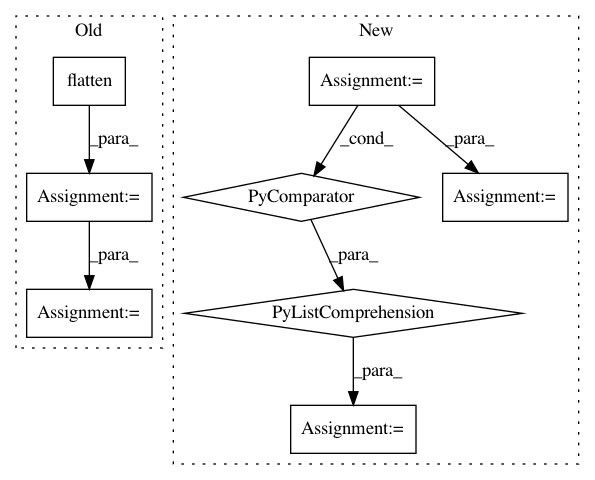 Old
New
flatten
Assignment:=
_para_
_cond_
_para_
Assignment:=
PyComparator
Assignment:=
_para_
_para_
Assignment:=
PyListComprehension
_para_
Assignment:=